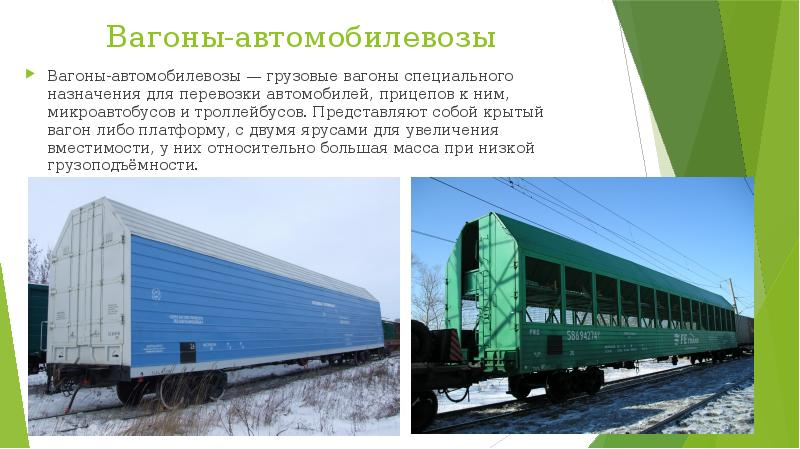 Вагоны-автомобилевозы
Вагоны-автомобилевозы — грузовые вагоны специального
назначения для перевозки автомобилей, прицепов к ним,
микроавтобусов и троллейбусов. Представляют собой крытый
вагон либо платформу, с двумя ярусами для увеличения
вместимости, у них относительно большая масса при низкой
грузоподъёмности.
58694274